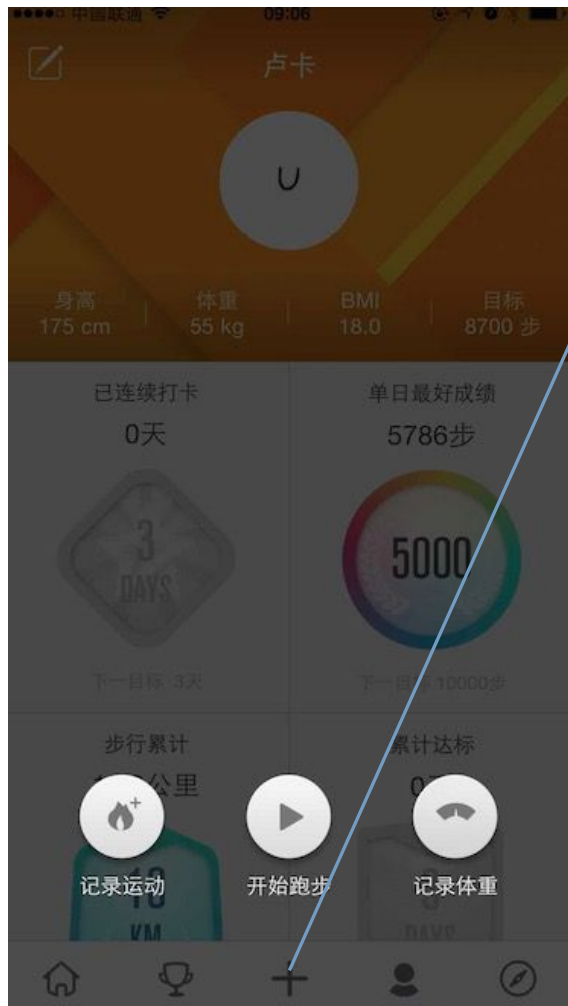 中国联通 09:06
卢卡
身高 体重 BMI 目标
175 cm 55 kg 18.0 8700 步
已连续打卡 单日最好成绩
0天 5786步
3 5000
DAYS
下一目标 3天 下一目标 10000步
步行累计 累计达标
公里
记录运动 开始跑步 记录体重
10
KM DAYS